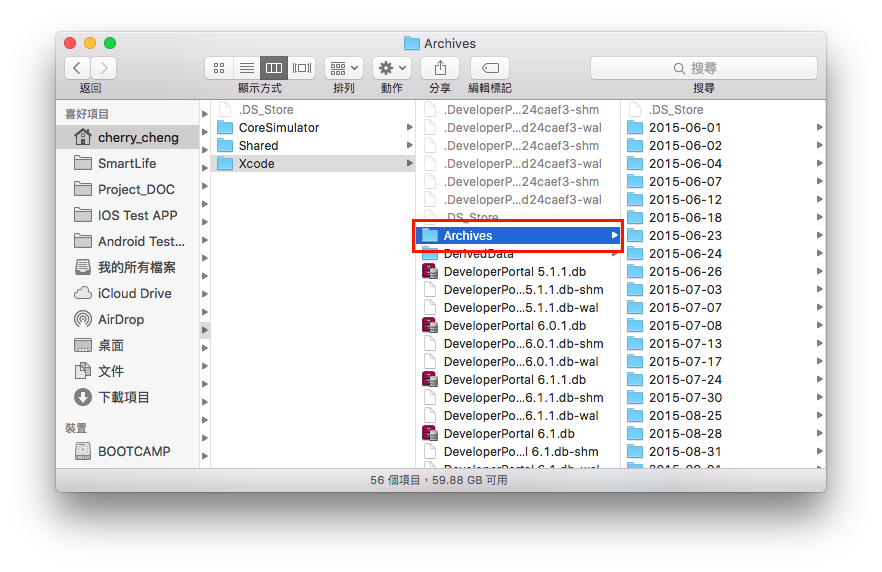 Archives
返回
顯示方式
排列
動作
分享
編輯標記
搜尋
搜尋
喜好項目
cherry_cheng
SmartLife
Project_DOC
IOS Test APP
Android Test...
我的所有檔案
iCloud Drive
AirDrop
桌面
文件
下載項目
裝置
BOOTCAMP
.DS_Store
CoreSimulator
Shared
Xcode
.DeveloperP...24caef3-shm
.DeveloperP...d24caef3-wal
.DeveloperP...24caef3-shm
.DeveloperP...d24caef3-wal
.DeveloperP...24caef3-shm
.DeveloperP...d24caef3-wal
.DS_Store
Archives
DerivedData
DeveloperPortal 5.1.1.db
DeveloperPo...5.1.1.db-shm
DeveloperPo...5.1.1.db-wal
DeveloperPortal 6.0.1.db
DeveloperPo...6.0.1.db-shm
DeveloperPo...6.0.1.db-wal
DeveloperPortal 6.1.1.db
DeveloperPo...6.1.1.db-shm
DeveloperPo...6.1.1.db-wal
DeveloperPortal 6.1.db
DeveloperPo...l 6.1.db-shm
DeveloperPo...l 6.1.db-wal
.DS_Store
2015-06-01
2015-06-02
2015-06-04
2015-06-07
2015-06-12
2015-06-18
2015-06-23
2015-06-24
2015-06-26
2015-07-03
2015-07-07
2015-07-08
2015-07-13
2015-07-17
2015-07-24
2015-07-30
2015-08-25
2015-08-28
2015-08-31
2015-09-01
56 個項目，59.88 GB 可用